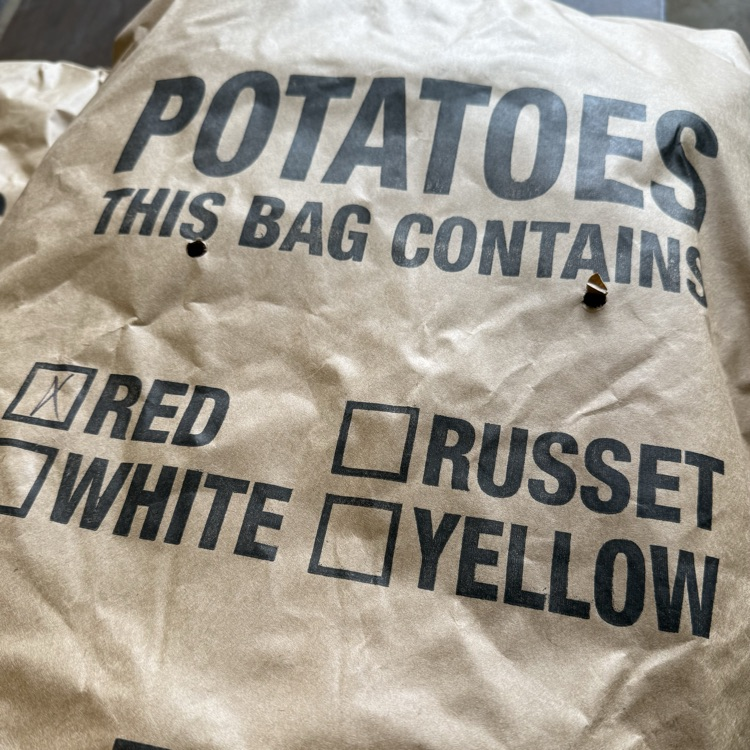 POTATOES
THIS BAG CONTAINS
☒ RED
☐ RUSSET
☐ WHITE
☐ YELLOW